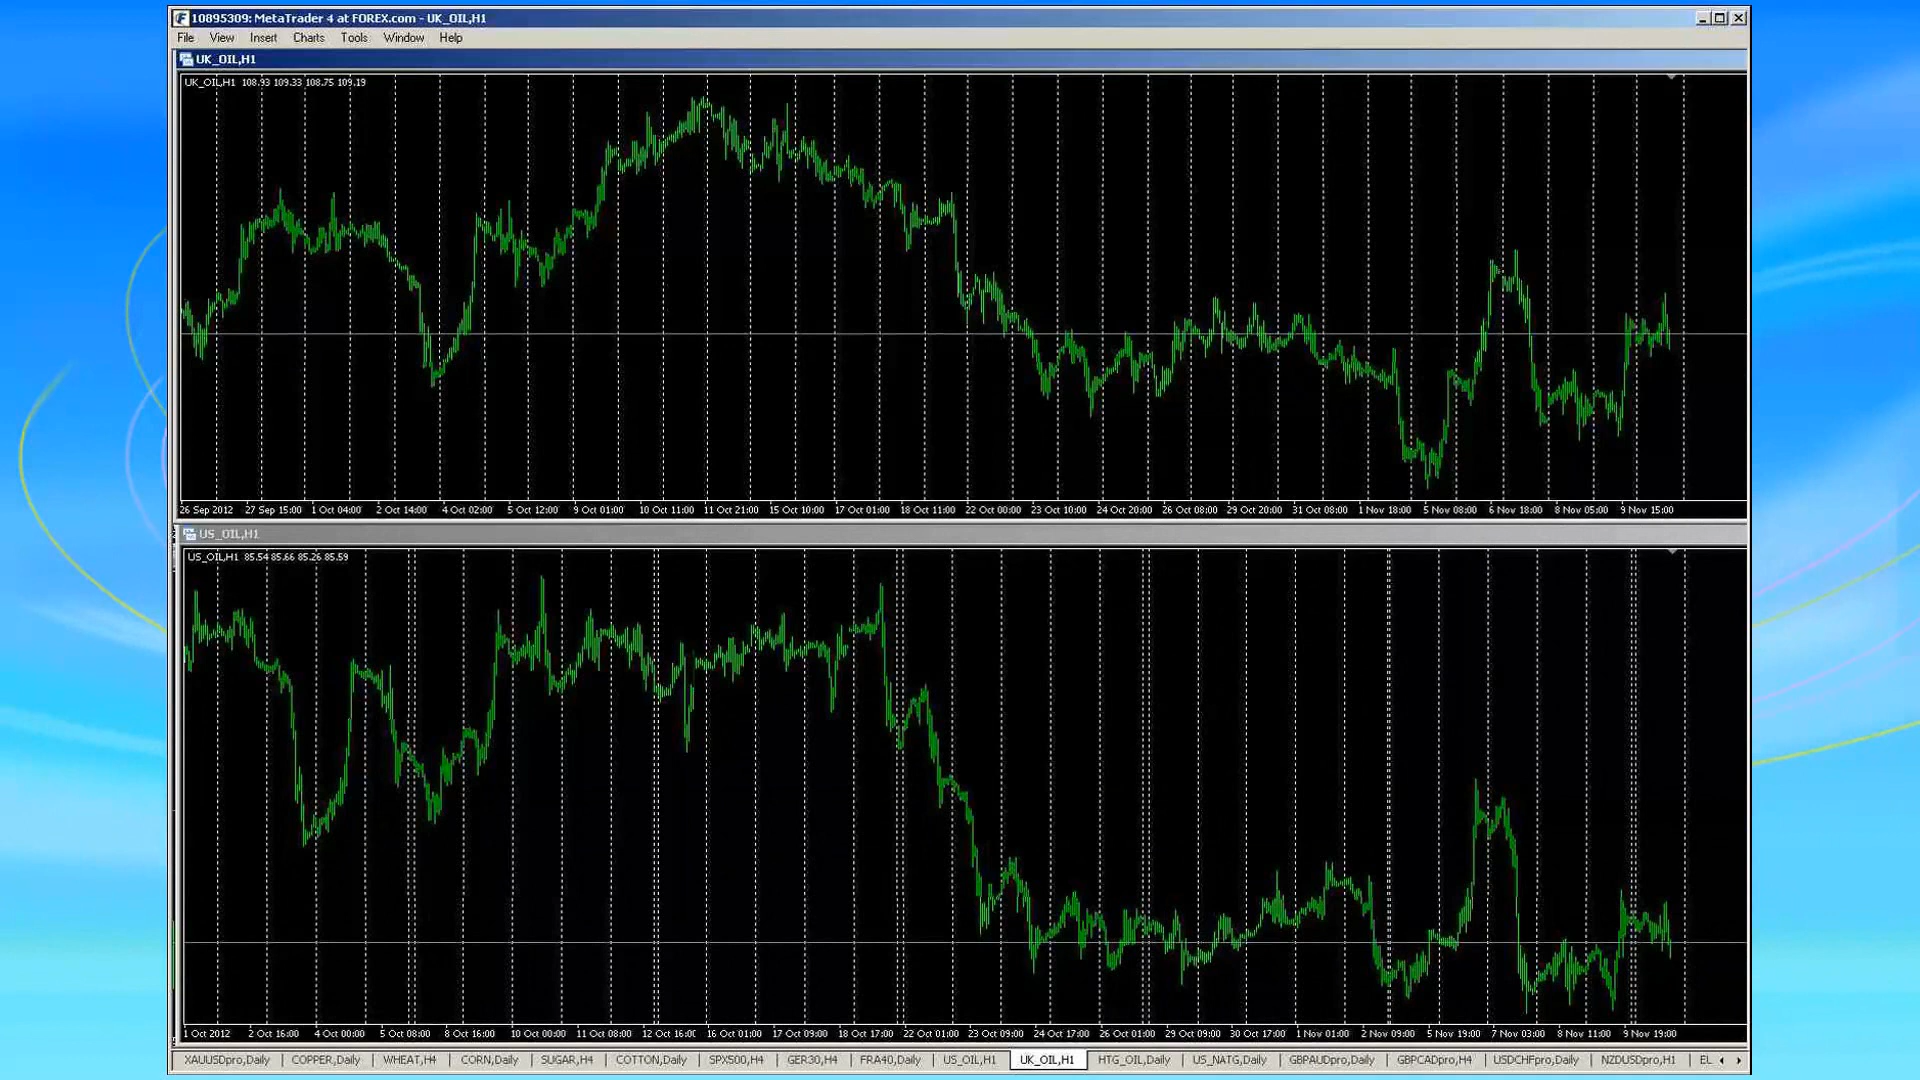 10895309: MetaTrader 4 at FOREX.com - UK_OIL,H1
File View Insert Charts Tools Window Help
UK_OIL,H1
UK_OIL,H1 108.93 109.33 108.75 109.19
26 Sep 2012 27 Sep 15:00 1 Oct 04:00 2 Oct 14:00 4 Oct 02:00 5 Oct 12:00 9 Oct 01:00 10 Oct 11:00 11 Oct 21:00 15 Oct 10:00 17 Oct 01:00 18 Oct 11:00 22 Oct 00:00 23 Oct 10:00 24 Oct 20:00 26 Oct 08:00 29 Oct 20:00 31 Oct 08:00 1 Nov 18:00 5 Nov 08:00 6 Nov 18:00 8 Nov 05:00 9 Nov 15:00
US_OIL,H1
US_OIL,H1 85.54 85.66 85.26 85.59
1 Oct 2012 2 Oct 16:00 4 Oct 00:00 5 Oct 08:00 8 Oct 16:00 10 Oct 00:00 11 Oct 08:00 12 Oct 16:00 16 Oct 01:00 17 Oct 09:00 18 Oct 17:00 22 Oct 01:00 23 Oct 09:00 24 Oct 17:00 26 Oct 01:00 29 Oct 09:00 30 Oct 17:00 1 Nov 01:00 2 Nov 09:00 5 Nov 19:00 7 Nov 03:00 8 Nov 11:00 9 Nov 19:00
XAUUSDpro,Daily COPPER,Daily WHEAT,H4 CORN,Daily SUGAR,H4 COTTON,Daily SPX500,H4 GER30,H4 FRA40,Daily US_OIL,H1 UK_OIL,H1 HTG_OIL,Daily US_NATG,Daily GBPAUDpro,Daily GBPCADpro,H4 USDCHFpro,Daily NZDUSDpro,H1 EL